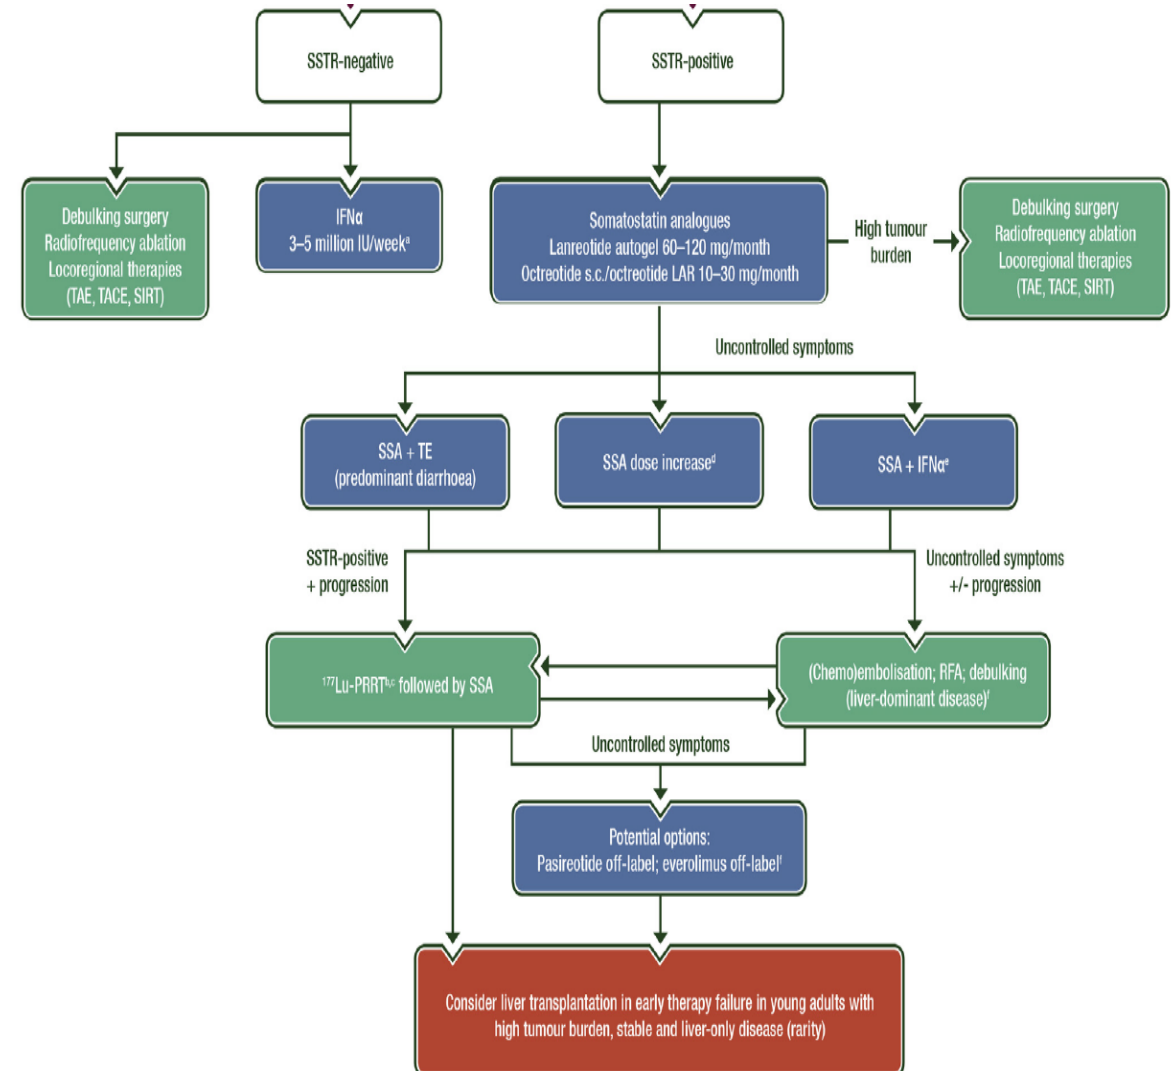 SSTR-negative
SSTR-positive
Debulking surgery
Radiofrequency ablation
Locoregional therapies
(TAE, TACE, SIRT)
IFNα
3–5 million IU/weekᵃ
Somatostatin analogues
Lanreotide autogel 60–120 mg/month
Octreotide s.c./octreotide LAR 10–30 mg/month
High tumour
burden
Debulking surgery
Radiofrequency ablation
Locoregional therapies
(TAE, TACE, SIRT)
Uncontrolled symptoms
SSA + TE
(predominant diarrhoea)
SSA dose increaseᵈ
SSA + IFNαᵉ
SSTR-positive
+ progression
Uncontrolled symptoms
+/- progression
¹⁷⁷Lu-PRRTᵇ,ᶜ followed by SSA
(Chemo)embolisation; RFA; debulking
(liver-dominant disease)ᶠ
Uncontrolled symptoms
Potential options:
Pasireotide off-label; everolimus off-labelᶠ
Consider liver transplantation in early therapy failure in young adults with
high tumour burden, stable and liver-only disease (rarity)